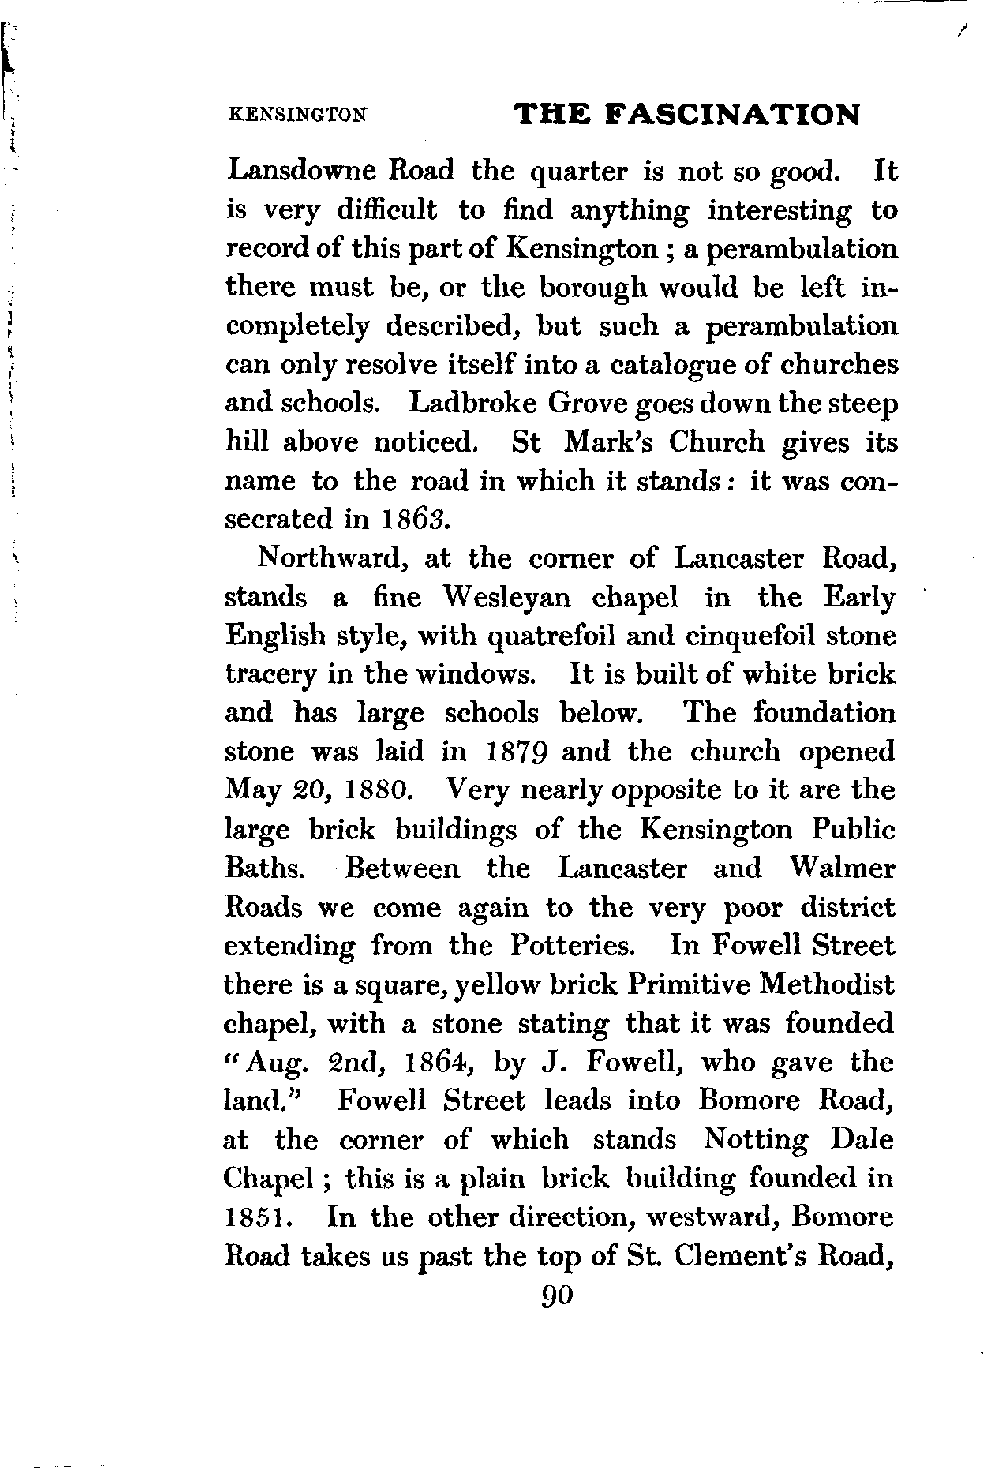 KENSINGTON THE FASCINATION
Lansdowne Road the quarter is not so good. It
is very difficult to find anything interesting to
record of this part of Kensington ; a perambulation
there must be, or the borough would be left in-
completely described, but such a perambulation
can only resolve itself into a catalogue of churches
and schools. Ladbroke Grove goes down the steep
hill above noticed. St Mark's Church gives its
name to the road in which it stands : it was con-
secrated in 1863.
Northward, at the corner of Lancaster Road,
stands a fine Wesleyan chapel in the Early
English style, with quatrefoil and cinquefoil stone
tracery in the windows. It is built of white brick
and has large schools below. The foundation
stone was laid in 1879 and the church opened
May 20, 1880. Very nearly opposite to it are the
large brick buildings of the Kensington Public
Baths. Between the Lancaster and Walmer
Roads we come again to the very poor district
extending from the Potteries. In Fowell Street
there is a square, yellow brick Primitive Methodist
chapel, with a stone stating that it was founded
"Aug. 2nd, 1864, by J. Fowell, who gave the
land." Fowell Street leads into Bomore Road,
at the corner of which stands Notting Dale
Chapel ; this is a plain brick building founded in
1851. In the other direction, westward, Bomore
Road takes us past the top of St. Clement's Road,
90